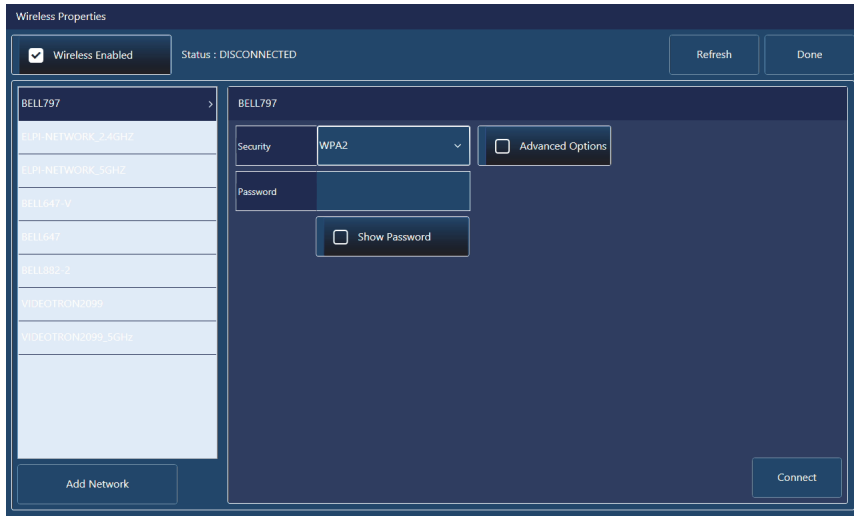 Wireless Properties
Wireless Enabled
Status : DISCONNECTED
Refresh
Done
BELL797
ELPI-NETWORK_2.4GHZ
ELPI-NETWORK_5GHZ
BELL647-V
BELL647
BELL882-2
VIDEOTRON2099
VIDEOTRON2099_5GHz
Add Network
BELL797
Security
WPA2
Advanced Options
Password
Show Password
Connect